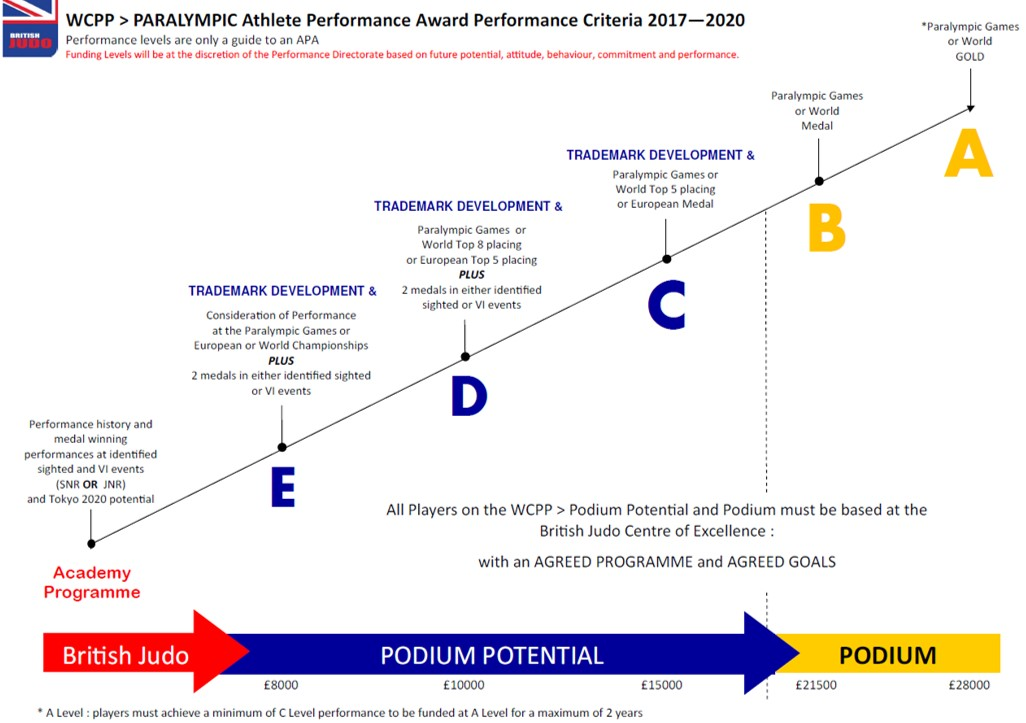 WCPP > PARALYMPIC Athlete Performance Award Performance Criteria 2017—2020
Performance levels are only a guide to an APA
Funding Levels will be at the discretion of the Performance Directorate based on future potential, attitude, behaviour, commitment and performance.
BRITISH
JUDO
*Paralympic Games
or World
GOLD
A
Paralympic Games
or World
Medal
B
TRADEMARK DEVELOPMENT &
Paralympic Games or
World Top 5 placing
or European Medal
C
TRADEMARK DEVELOPMENT &
Paralympic Games or
World Top 8 placing
or European Top 5 placing
PLUS
2 medals in either identified
sighted or VI events
D
TRADEMARK DEVELOPMENT &
Consideration of Performance
at the Paralympic Games or
European or World Championships
PLUS
2 medals in either identified sighted
or VI events
E
Performance history and
medal winning
performances at identified
sighted and VI events
(SNR OR JNR)
and Tokyo 2020 potential
Academy
Programme
All Players on the WCPP > Podium Potential and Podium must be based at the
British Judo Centre of Excellence :
with an AGREED PROGRAMME and AGREED GOALS
British Judo
PODIUM POTENTIAL
PODIUM
£8000
£10000
£15000
£21500
£28000
* A Level : players must achieve a minimum of C Level performance to be funded at A Level for a maximum of 2 years